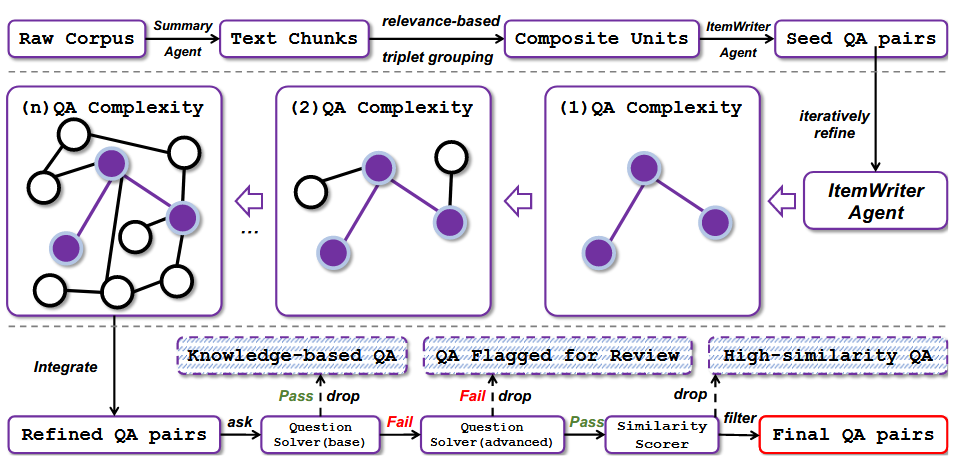 Raw Corpus
Summary
Agent
Text Chunks
relevance-based
triplet grouping
Composite Units
ItemWriter
Agent
Seed QA pairs
(n)QA Complexity
(2)QA Complexity
(1)QA Complexity
iteratively
refine
ItemWriter
Agent
...
Integrate
Knowledge-based QA
QA Flagged for Review
High-similarity QA
Pass drop
Fail drop
drop
Refined QA pairs
ask
Question
Solver(base)
Fail
Question
Solver(advanced)
Pass
Similarity
Scorer
filter
Final QA pairs